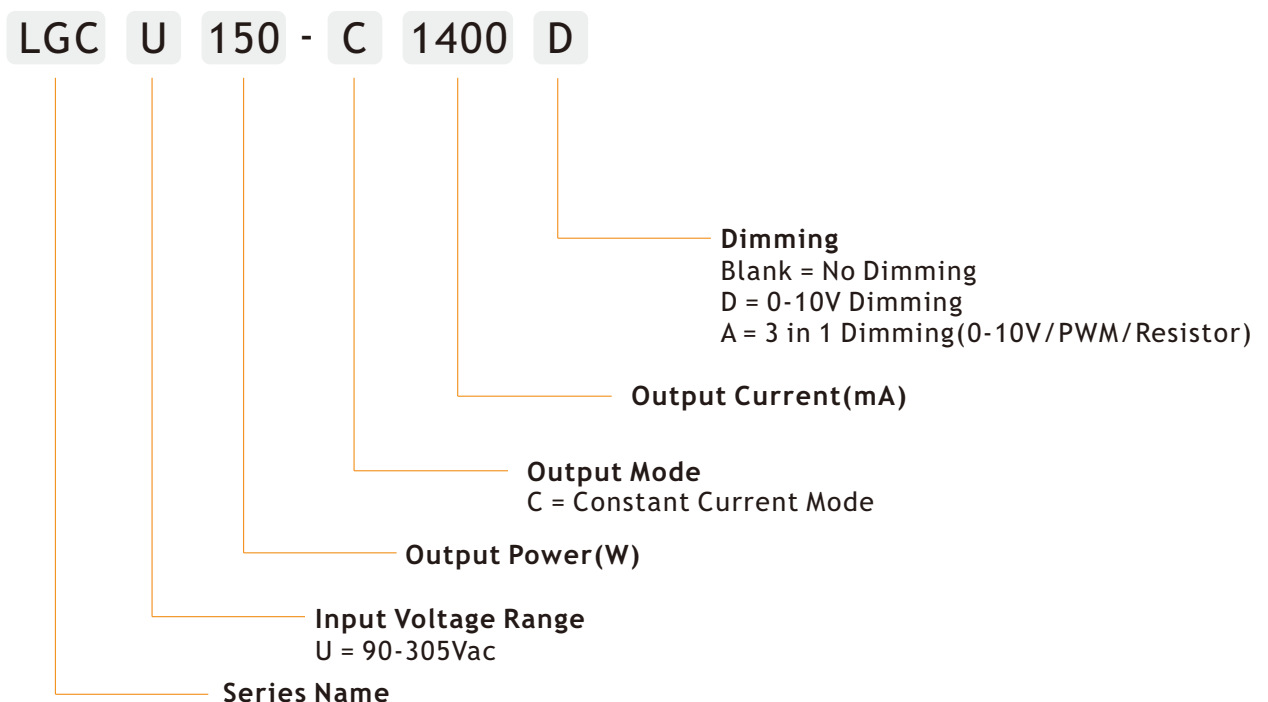 LGC U 150 - C 1400 D
Dimming
Blank = No Dimming
D = 0-10V Dimming
A = 3 in 1 Dimming(0-10V/PWM/Resistor)
Output Current(mA)
Output Mode
C = Constant Current Mode
Output Power(W)
Input Voltage Range
U = 90-305Vac
Series Name